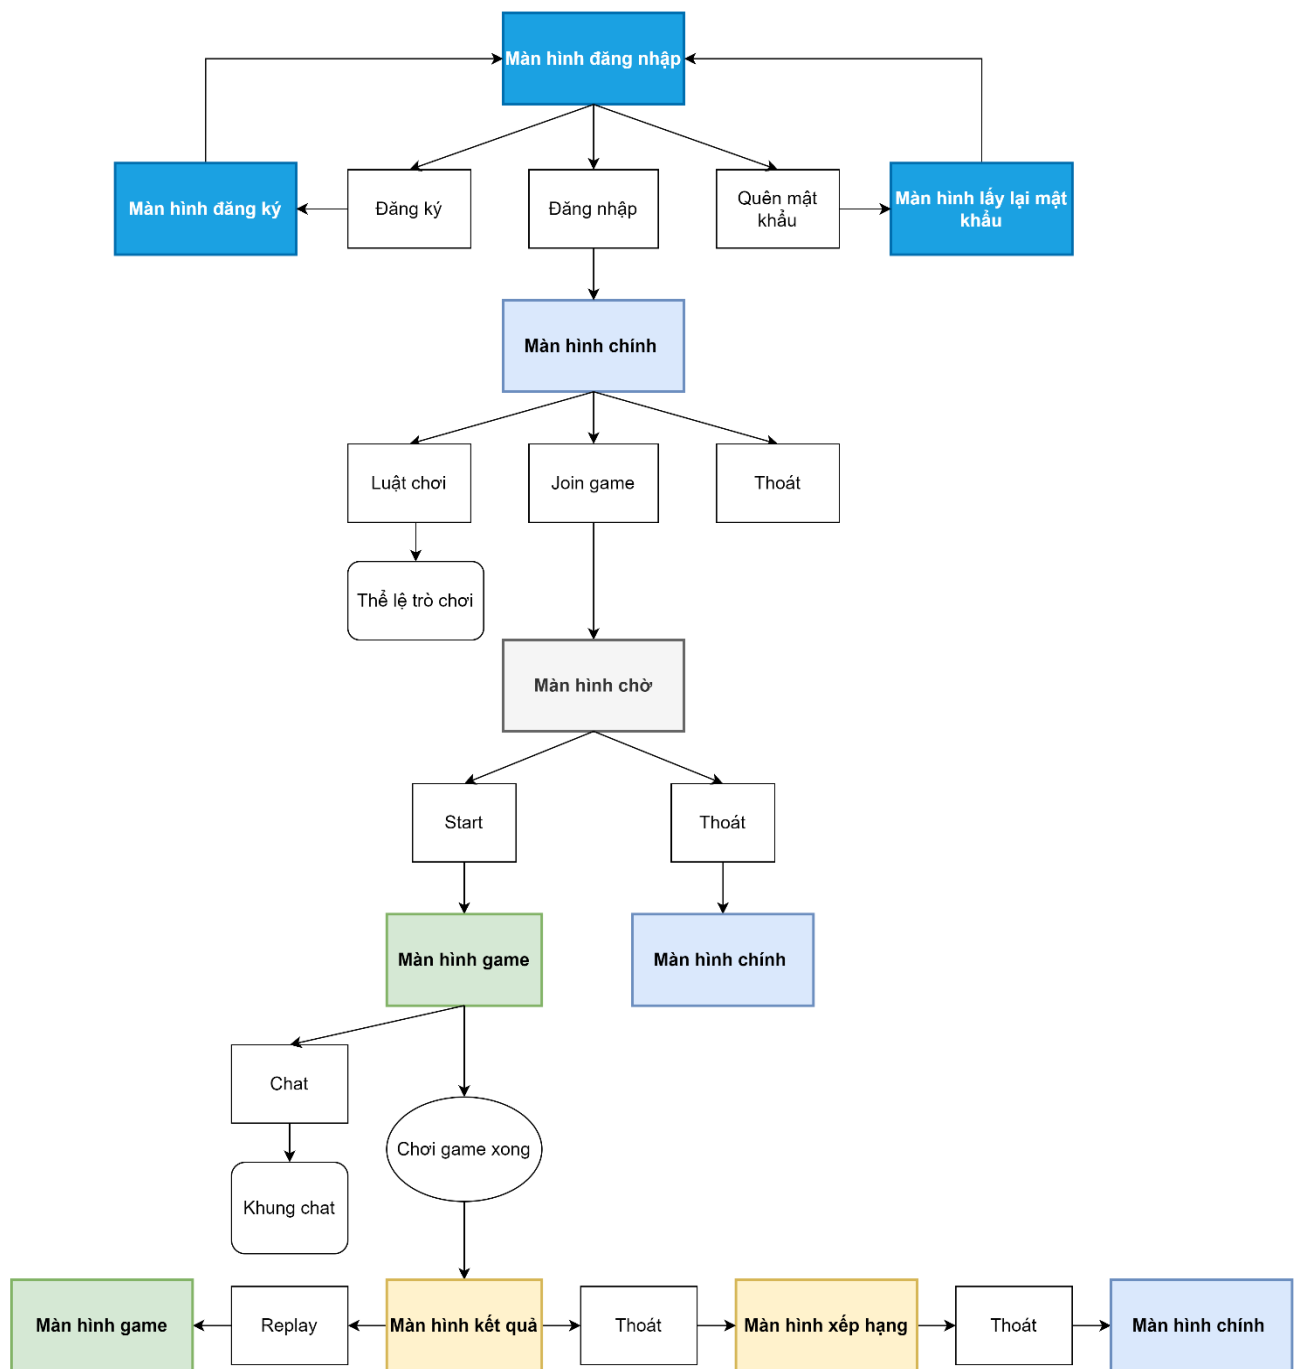 Màn hình đăng nhập
Màn hình đăng ký
Đăng ký
Đăng nhập
Quên mật
khẩu
Màn hình lấy lại mật
khẩu
Màn hình chính
Luật chơi
Join game
Thoát
Thể lệ trò chơi
Màn hình chờ
Start
Thoát
Màn hình game
Màn hình chính
Chat
Chơi game xong
Khung chat
Màn hình game
Replay
Màn hình kết quả
Thoát
Màn hình xếp hạng
Thoát
Màn hình chính